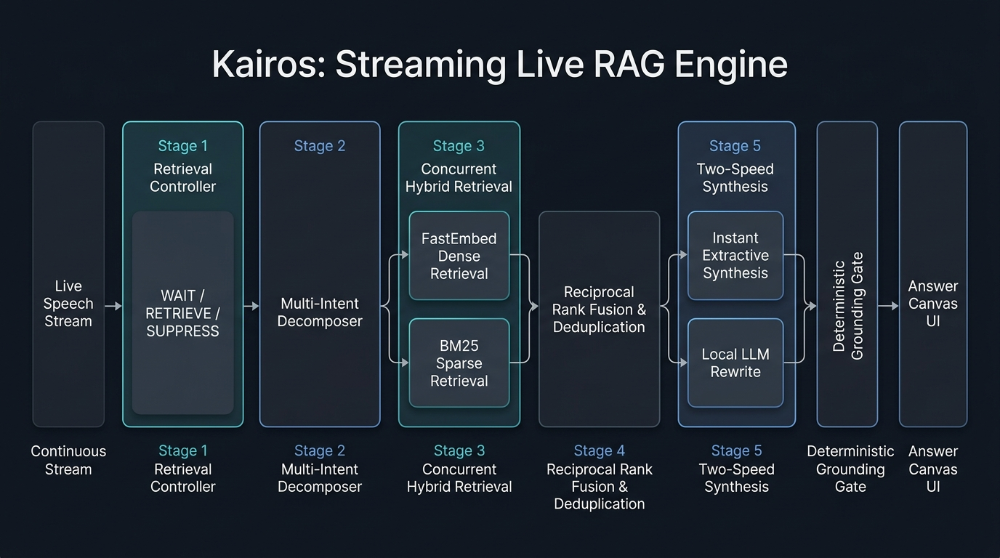 Kairos: Streaming Live RAG Engine
Live
Speech
Stream
Stage 1
Retrieval
Controller
WAIT /
RETRIEVE /
SUPPRESS
Stage 2
Multi-Intent
Decomposer
Stage 3
Concurrent
Hybrid Retrieval
FastEmbed
Dense
Retrieval
BM25
Sparse
Retrieval
Reciprocal
Rank Fusion &
Deduplication
Stage 5
Two-Speed
Synthesis
Instant
Extractive
Synthesis
Local LLM
Rewrite
Deterministic
Grounding Gate
Answer
Canvas
UI
Continuous
Stream
Stage 1
Retrieval
Controller
Stage 2
Multi-Intent
Decomposer
Stage 3
Concurrent
Hybrid Retrieval
Stage 4
Reciprocal Rank
Fusion &
Deduplication
Stage 5
Two-Speed
Synthesis
Deterministic
Grounding
Gate
Answer
Canvas
UI